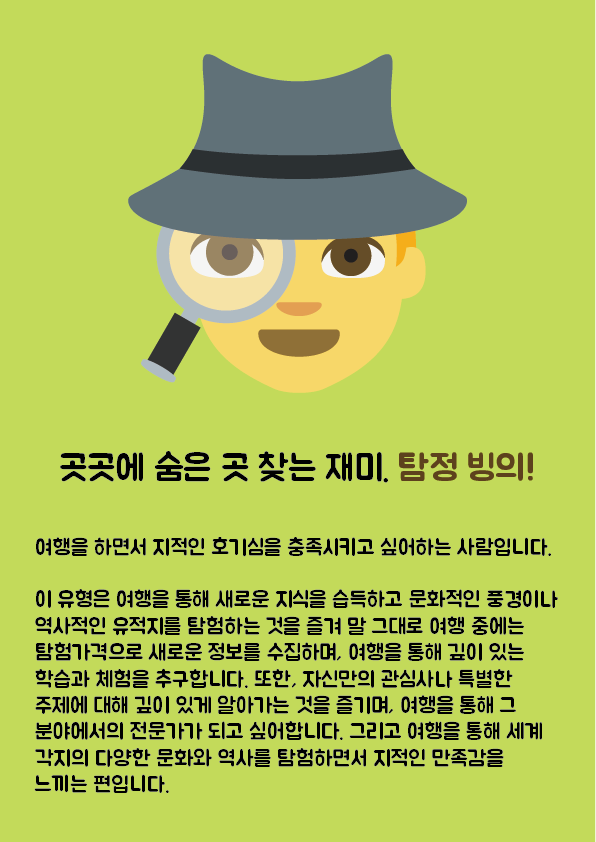 곳곳에 숨은 곳 찾는 재미. 탐정 빙의!
여행을 하면서 지적인 호기심을 충족시키고 싶어하는 사람입니다.
이 유형은 여행을 통해 새로운 지식을 습득하고 문화적인 풍경이나
역사적인 유적지를 탐험하는 것을 즐겨 말 그대로 여행 중에는
탐험가격으로 새로운 정보를 수집하며, 여행을 통해 깊이 있는
학습과 체험을 추구합니다. 또한, 자신만의 관심사나 특별한
주제에 대해 깊이 있게 알아가는 것을 즐기며, 여행을 통해 그
분야에서의 전문가가 되고 싶어합니다. 그리고 여행을 통해 세계
각지의 다양한 문화와 역사를 탐험하면서 지적인 만족감을
느끼는 편입니다.